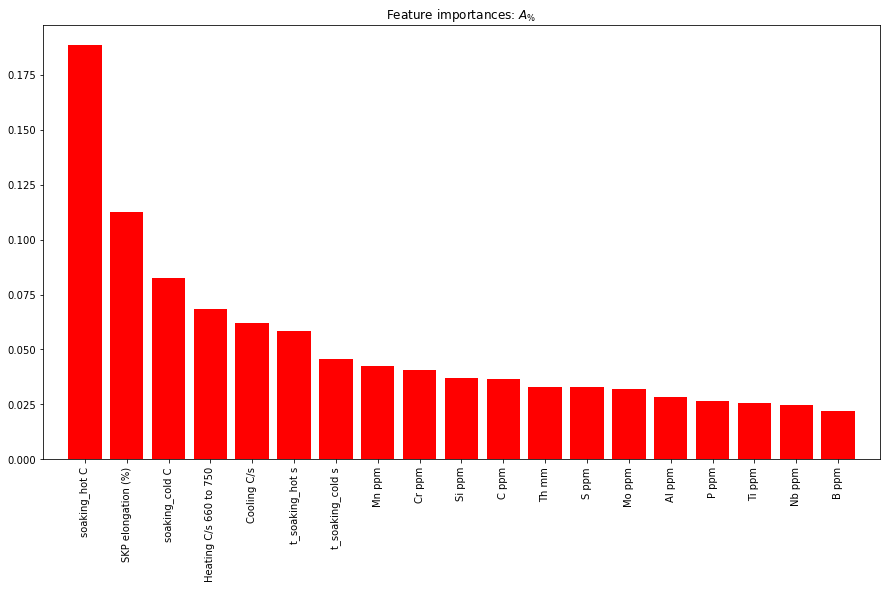 Feature importances: A%
0.175
0.150
0.125
0.100
0.075
0.050
0.025
0.000
soaking_hot C
SKP elongation (%)
soaking_cold C
Heating C/s 660 to 750
Cooling C/s
t_soaking_hot s
t_soaking_cold s
Mn ppm
Cr ppm
Si ppm
C ppm
Th mm
S ppm
Mo ppm
Al ppm
P ppm
Ti ppm
Nb ppm
B ppm